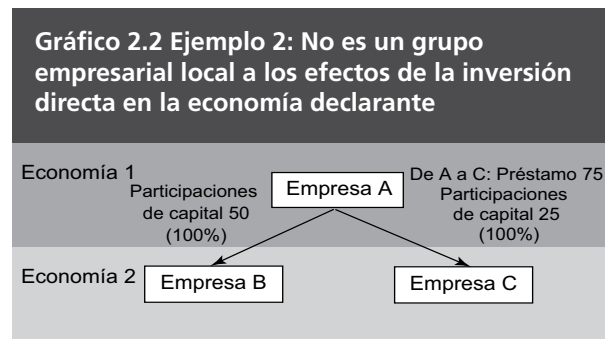 Gráfico 2.2 Ejemplo 2: No es un grupo
empresarial local a los efectos de la inversión
directa en la economía declarante
Economía 1
Participaciones
de capital 50
(100%)
Empresa A
De A a C: Préstamo 75
Participaciones
de capital 25
(100%)
Economía 2
Empresa B
Empresa C